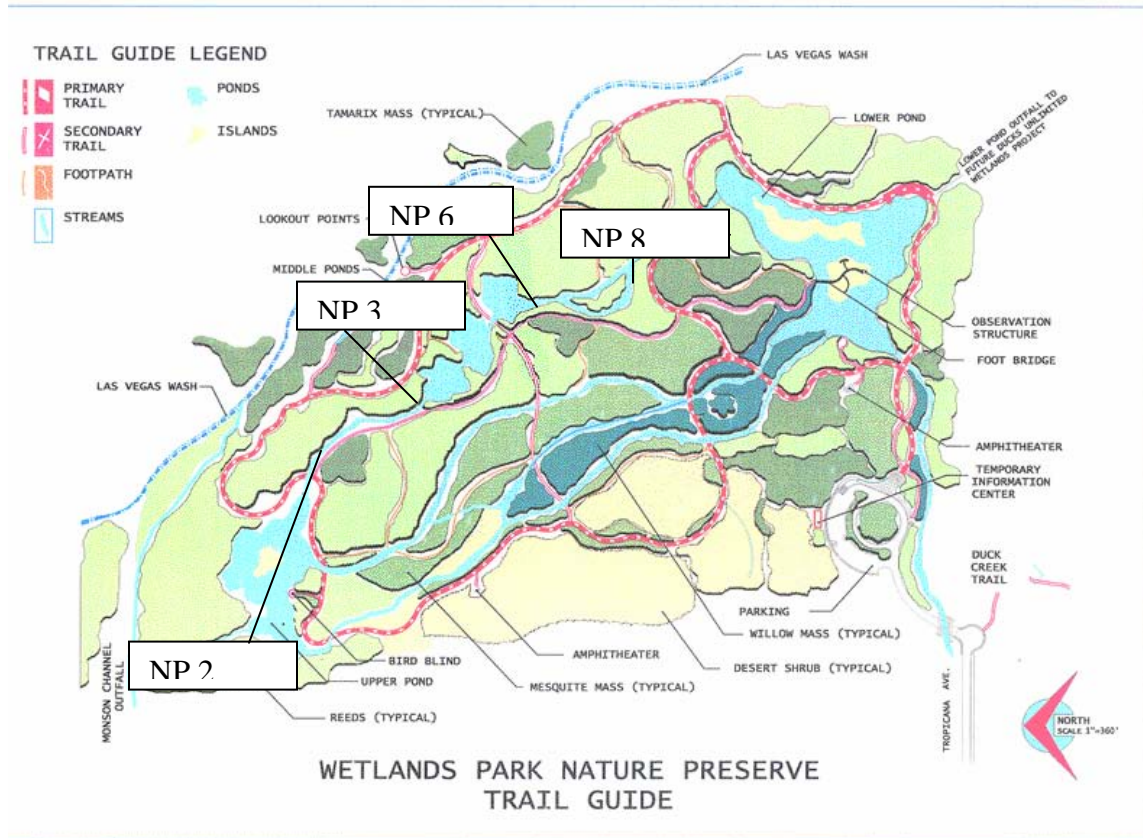 TRAIL GUIDE LEGEND
PRIMARY
TRAIL
SECONDARY
TRAIL
FOOTPATH
STREAMS
PONDS
ISLANDS
LAS VEGAS WASH
TAMARIX MASS (TYPICAL)
LOWER POND
LOWER POND OUTFALL TO
FUTURE DUCKS UNLIMITED
WETLANDS PROJECT
LOOKOUT POINTS
NP 6
NP 8
MIDDLE PONDS
NP 3
OBSERVATION
STRUCTURE
FOOT BRIDGE
LAS VEGAS WASH
AMPHITHEATER
TEMPORARY
INFORMATION
CENTER
DUCK
CREEK
TRAIL
PARKING
WILLOW MASS (TYPICAL)
DESERT SHRUB (TYPICAL)
AMPHITHEATER
MESQUITE MASS (TYPICAL)
BIRD BLIND
UPPER POND
NP 2
REEDS (TYPICAL)
MONSON CHANNEL
OUTFALL
TROPICANA AVE.
NORTH
SCALE 1"=360'
WETLANDS PARK NATURE PRESERVE
TRAIL GUIDE